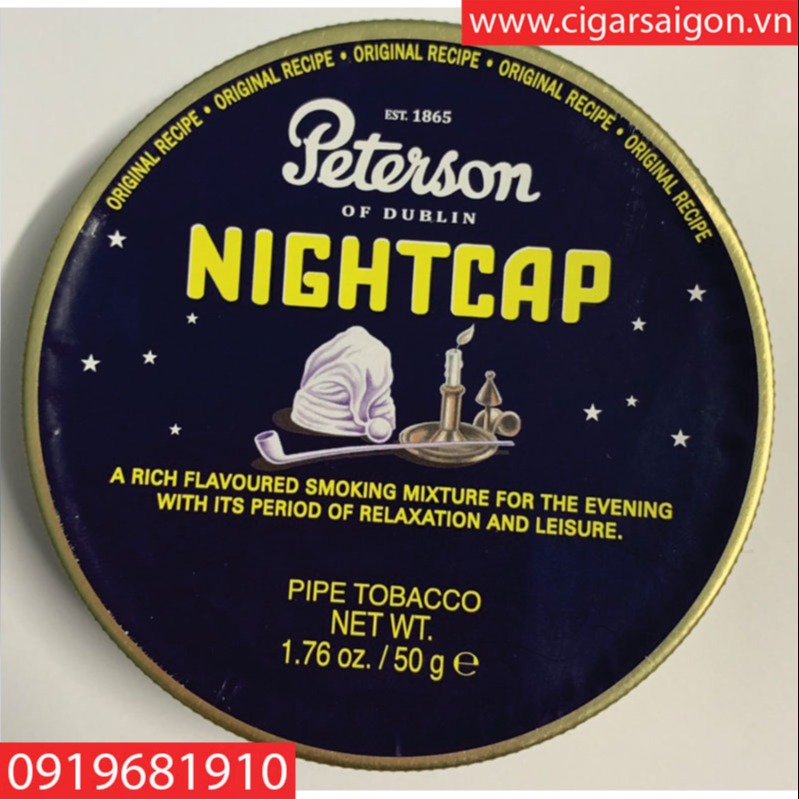 www.cigarsaigon.vn
ORIGINAL RECIPE • ORIGINAL RECIPE • ORIGINAL RECIPE • ORIGINAL RECIPE • ORIGINAL RECIPE
EST. 1865
Peterson
OF DUBLIN
NIGHTCAP
A RICH FLAVOURED SMOKING MIXTURE FOR THE EVENING
WITH ITS PERIOD OF RELAXATION AND LEISURE.
PIPE TOBACCO
NET WT.
1.76 oz. / 50 g ℮
0919681910